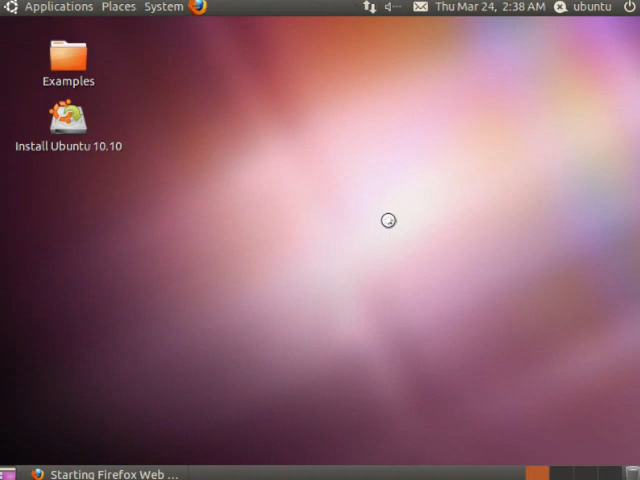 Applications Places System Thu Mar 24, 2:38 AM ubuntu
Examples
Install Ubuntu 10.10
Starting Firefox Web ...